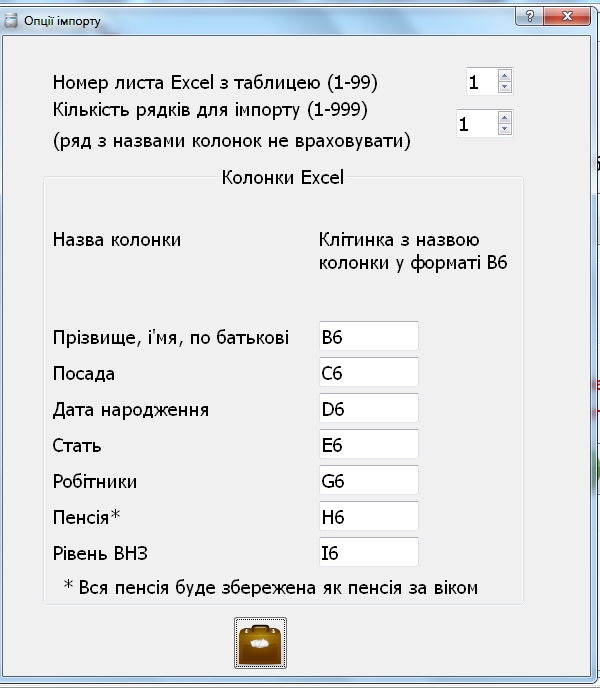 Опції імпорту
?
Номер листа Excel з таблицею (1-99)
1
Кількість рядків для імпорту (1-999)
(ряд з назвами колонок не враховувати)
1
Колонки Excel
Назва колонки
Клітинка з назвою
колонки у форматі B6
Прізвище, і'мя, по батькові
B6
Посада
C6
Дата народження
D6
Стать
E6
Робітники
G6
Пенсія*
H6
Рівень ВНЗ
I6
* Вся пенсія буде збережена як пенсія за віком